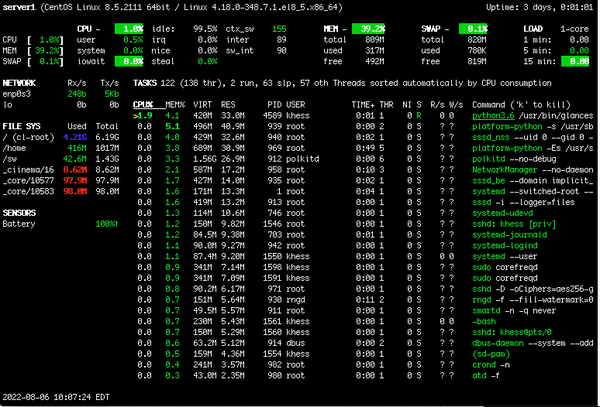 server1 (CentOS Linux 8.5.2111 64bit / Linux 4.18.0-348.7.1.el8_5.x86_64) Uptime: 3 days, 0:01:01
CPU - 1.0% idle: 99.5% ctx_sw 155 MEM - 39.2% SWAP - 0.1% LOAD 1-core
CPU [ 1.0%] user 0.5% irq 0.0% inter 89 total 809M total 820M 1 min: 0.00
MEM [ 39.2%] system 0.0% nice 0.0% sw_int 90 used 317M used 780K 5 min: 0.00
SWAP [ 0.1%] iowait 0.0% steal 0.0% free 492M free 819M 15 min: 0.00
NETWORK Rx/s Tx/s TASKS 122 (138 thr), 2 run, 63 slp, 57 oth Threads sorted automatically by CPU consumption
enp0s3 248b 5Kb
lo 0b 0b CPU% MEM% VIRT RES PID USER TIME+ THR NI S R/s W/s Command ('k' to kill)
>1.9 4.1 420M 33.0M 4589 khess 0:01 1 0 R ? ? python3.6 /usr/bin/glances
FILE SYS Used Total 0.0 5.1 496M 40.9M 939 root 0:00 2 0 S ? ? platform-python -s /usr/sb
/ (cl-root) 4.21G 6.19G 0.0 4.0 429M 32.6M 940 root 0:00 1 0 S ? ? sssd_nss --uid 0 --gid
/home 416M 1017M 0.0 3.8 689M 30.9M 969 root 0:49 5 0 S ? ? platform-python -Es /usr/s
/sw 42.6M 1.43G 0.0 3.3 1.56G 26.9M 912 polkitd 0:00 6 0 S ? ? polkitd --no-debug
_ciinema/16 8.62M 8.62M 0.0 2.1 587M 17.2M 958 root 0:10 3 0 S ? ? NetworkManager --no-daemon
_core/10577 97.9M 97.9M 0.0 1.7 427M 14.0M 935 root 0:02 1 0 S ? ? sssd_be --domain implicit_
_core/10583 98.0M 98.0M 0.0 1.6 171M 13.3M 1 root 0:04 1 0 S ? ? systemd --switched-root --
0.0 1.6 419M 13.2M 913 root 0:00 1 0 S ? ? sssd -i --logger=files
SENSORS 0.0 1.3 114M 10.6M 746 root 0:00 1 0 S ? ? systemd-udevd
Battery 100%↑ 0.0 1.2 150M 9.82M 1546 root 0:00 1 0 S ? ? sshd: khess [priv]
0.0 1.2 84.5M 9.38M 703 root 0:01 1 0 S ? ? systemd-journald
0.0 1.1 90.0M 9.27M 942 root 0:00 1 0 S ? ? systemd-logind
0.0 1.1 87.4M 9.28M 1550 khess 0:00 1 0 S 0 0 systemd --user
0.0 0.9 341M 7.14M 1598 khess 0:00 1 0 S ? ? sudo corefreqd
0.0 0.9 341M 7.09M 1591 khess 0:00 1 0 S ? ? sudo corefreqd
0.0 0.8 90.2M 6.17M 971 root 0:00 1 0 S ? ? sshd -D -oCiphers=aes256-g
0.0 0.7 151M 5.64M 930 rngd 0:11 2 0 S ? ? rngd -f --fill-watermark=0
0.0 0.7 49.5M 5.57M 911 root 0:00 1 0 S ? ? smartd -n -q never
0.0 0.7 230M 5.43M 1561 khess 0:00 1 0 S 0 0 -bash
0.0 0.7 150M 5.29M 1560 khess 0:00 1 0 S ? ? sshd: khess@pts/0
0.0 0.6 63.2M 5.12M 914 dbus 0:00 2 0 S ? ? dbus-daemon --system --add
0.0 0.5 159M 4.36M 1554 khess 0:00 1 0 S ? ? (sd-pam)
0.0 0.4 241M 3.57M 982 root 0:00 1 0 S ? ? crond -n
0.0 0.3 43.0M 2.35M 980 root 0:00 1 0 S ? ? atd -f
2022-08-06 10:07:24 EDT